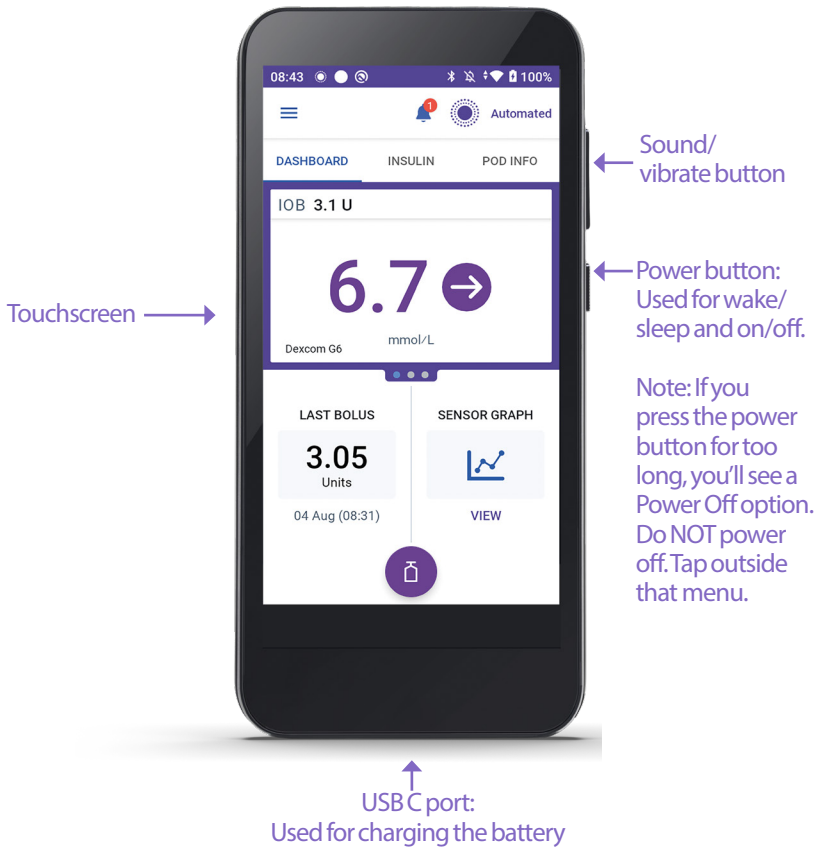 08:43 100%
1 Automated
DASHBOARD INSULIN POD INFO
IOB 3.1 U
6.7
mmol/L
Dexcom G6
LAST BOLUS
3.05
Units
04 Aug (08:31)
SENSOR GRAPH
VIEW
Touchscreen
Sound/
vibrate button
Power button:
Used for wake/
sleep and on/off.
Note: If you
press the power
button for too
long, you'll see a
Power Off option.
Do NOT power
off. Tap outside
that menu.
USB C port:
Used for charging the battery